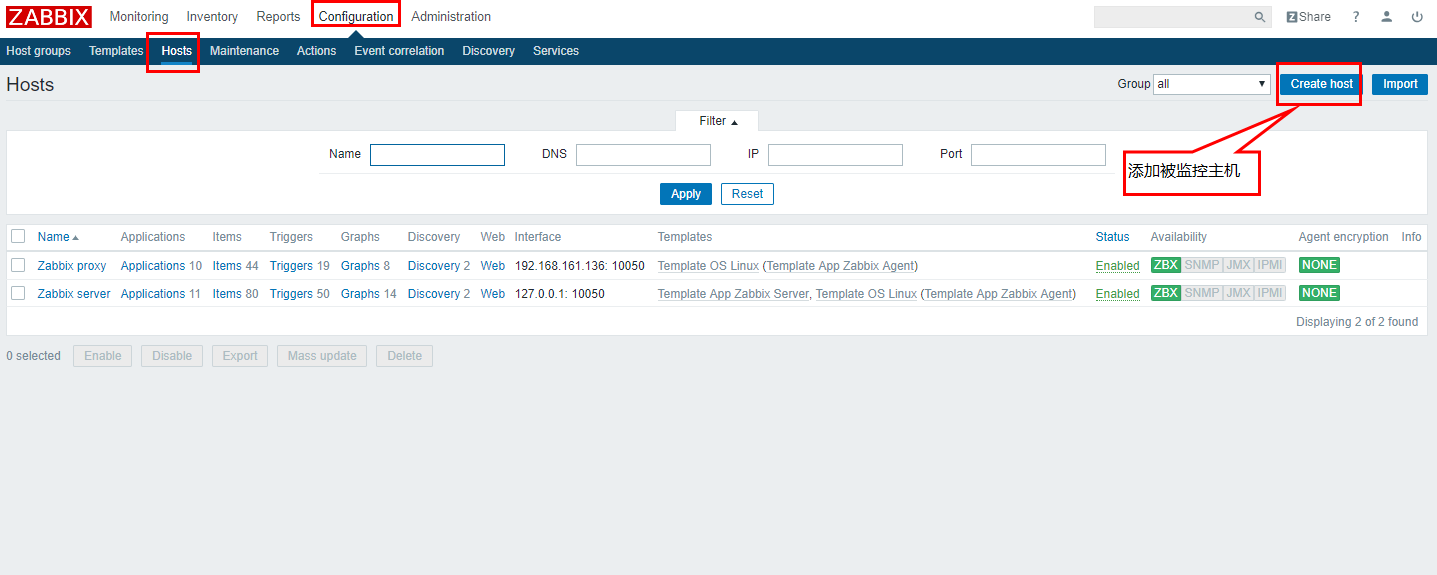 ZABBIX Monitoring Inventory Reports Configuration Administration Z Share ?
Host groups Templates Hosts Maintenance Actions Event correlation Discovery Services
Hosts Group all Create host Import
Filter
Name DNS IP Port
添加被监控主机
Apply Reset
Name Applications Items Triggers Graphs Discovery Web Interface Templates Status Availability Agent encryption Info
Zabbix proxy Applications 10 Items 44 Triggers 19 Graphs 8 Discovery 2 Web 192.168.161.136: 10050 Template OS Linux (Template App Zabbix Agent) Enabled ZBX SNMP JMX IPMI NONE
Zabbix server Applications 11 Items 80 Triggers 50 Graphs 14 Discovery 2 Web 127.0.0.1: 10050 Template App Zabbix Server, Template OS Linux (Template App Zabbix Agent) Enabled ZBX SNMP JMX IPMI NONE
Displaying 2 of 2 found
0 selected Enable Disable Export Mass update Delete